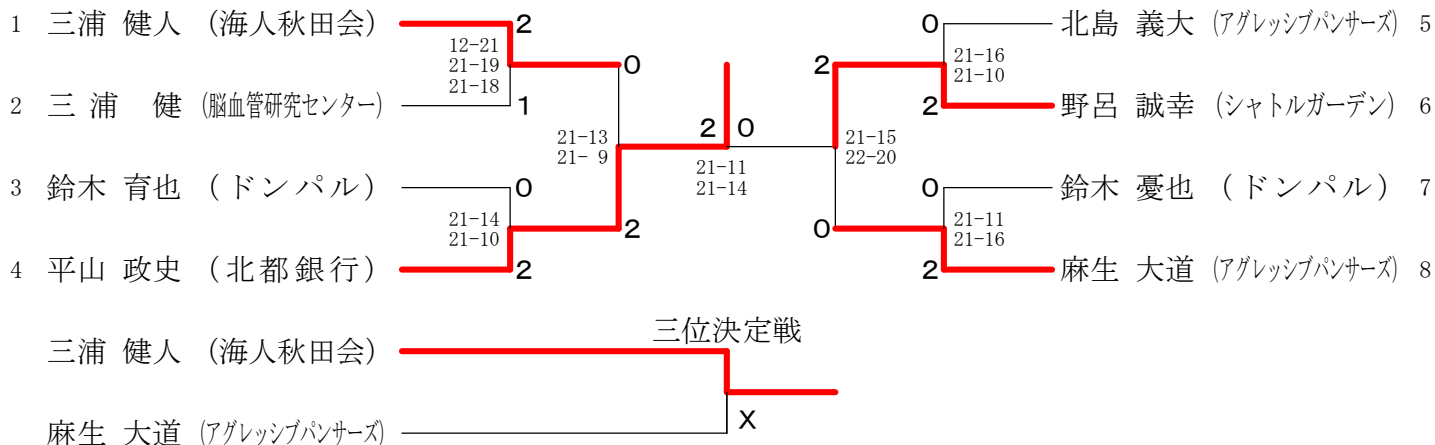 1 三浦 健人 (海人秋田会)
2
12-21
21-19
21-18
0
2 三浦 健 (脳血管研究センター)
1
21-13
21- 9
3 鈴木 育也 (ドンパル)
0
21-14
21-10
2
4 平山 政史 (北都銀行)
2
2 0
21-11
21-14
0
北島 義大 (アグレッシブパンサーズ) 5
21-16
21-10
2
2
野呂 誠幸 (シャトルガーデン) 6
21-15
22-20
0
鈴木 憂也 (ドンパル) 7
21-11
21-16
0
2
麻生 大道 (アグレッシブパンサーズ) 8
三位決定戦
三浦 健人 (海人秋田会)
X
麻生 大道 (アグレッシブパンサーズ)